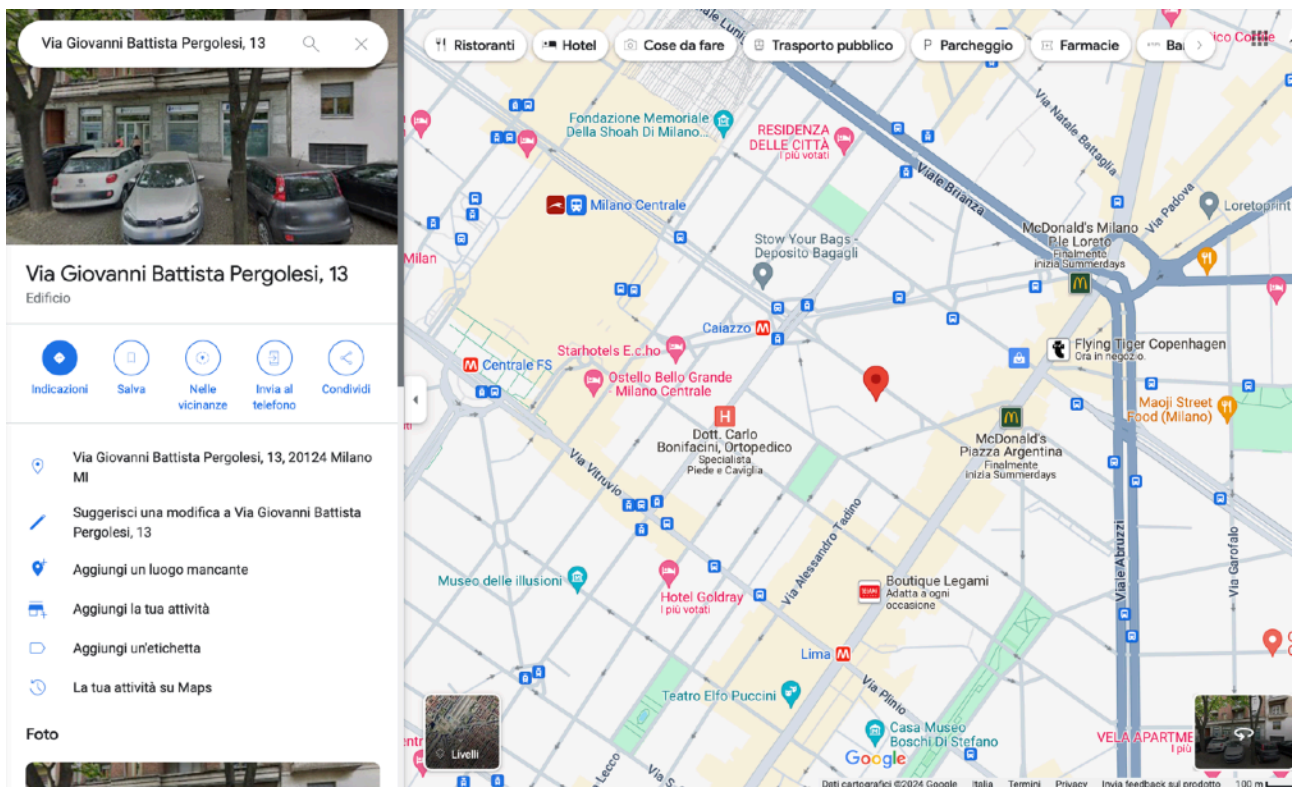 Via Giovanni Battista Pergolesi, 13
Ristoranti
Hotel
Cose da fare
Trasporto pubblico
P Parcheggio
Farmacie
Via Giovanni Battista Pergolesi, 13
Edificio
Indicazioni
Salva
Nelle
vicinanze
Invia al
telefono
Condividi
Via Giovanni Battista Pergolesi, 13, 20124 Milano
MI
Suggerisci una modifica a Via Giovanni Battista
Pergolesi, 13
Aggiungi un luogo mancante
Aggiungi la tua attività
Aggiungi un'etichetta
La tua attività su Maps
Foto
Fondazione Memoriale
Della Shoah Di Milano...
RESIDENZA
DELLE CITTÀ
I più votati
Via Natale Battaglia
Viale Brianza
Via Padova
Loretoprint
Milano Centrale
McDonald's Milano
P.le Loreto
Finalmente
inizia Summerdays
Stow Your Bags -
Deposito Bagagli
Milan
Caiazzo M
Starhotels E.c.ho
M Centrale FS
Ostello Bello Grande
- Milano Centrale
Flying Tiger Copenhagen
Ora in negozio.
Maoji Street
Food (Milano)
H
Dott. Carlo
Bonifacini, Ortopedico
Specialista
Piede e Caviglia
McDonald's
Piazza Argentina
Finalmente
inizia Summerdays
Via Vitruvio
Via Alessandro Tadino
Viale Abruzzi
Via Garofalo
Museo delle illusioni
Hotel Goldray
I più votati
Boutique Legami
Adatta a ogni
occasione
Lima M
Via Plinio
Teatro Elfo Puccini
Casa Museo
Boschi Di Stefano
VELA APARTME
I più
Lecco
Livelli
Google
Dati cartografici ©2024 Google Italia Termini Privacy Invia feedback sul prodotto 100 m